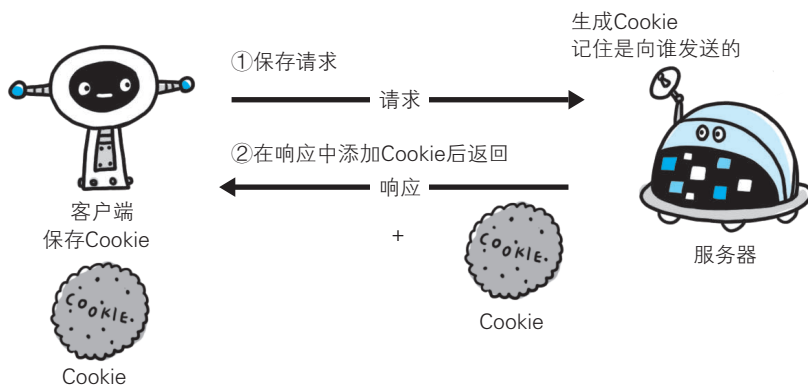 生成Cookie
记住是向谁发送的
①保存请求
请求
②在响应中添加Cookie后返回
响应
客户端
保存Cookie
+
COOKIE.
服务器
Cookie
COOKIE.
Cookie